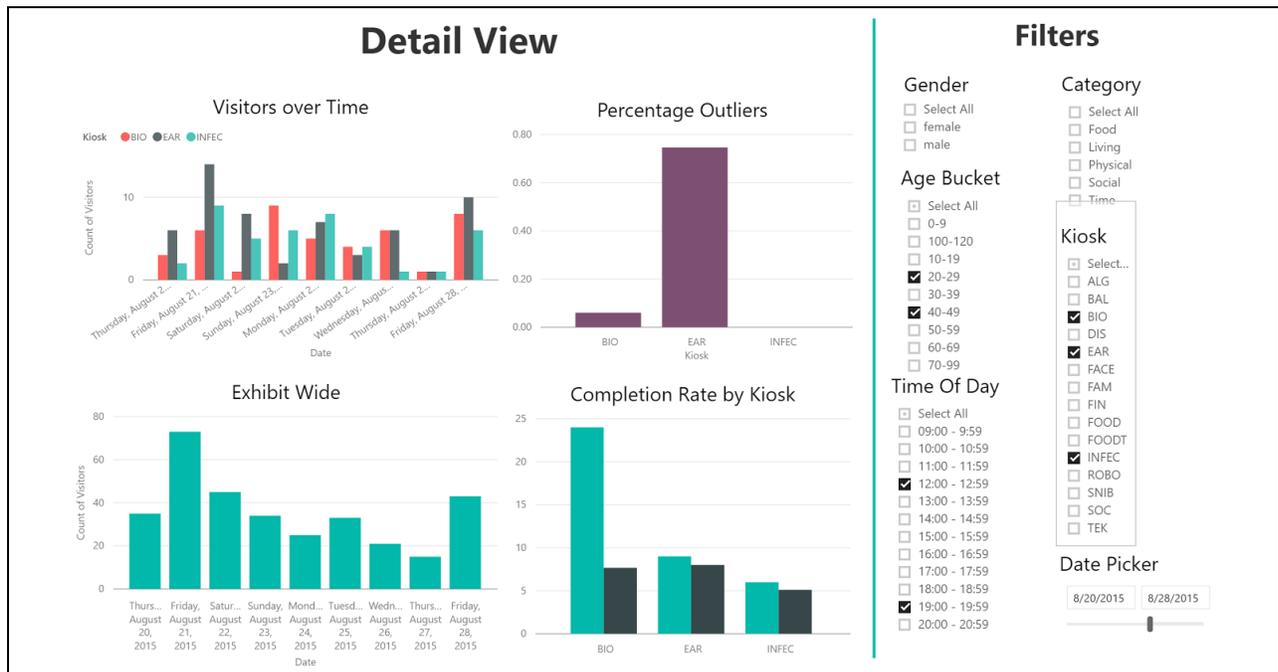 Detail View
Visitors over Time
Kiosk BIO EAR INFEC
Count of Visitors
10
0
Thursday, August 2...
Friday, August 21, ...
Saturday, August 2...
Sunday, August 23,...
Monday, August 2...
Tuesday, August 2...
Wednesday, Augus...
Thursday, August 2...
Friday, August 28, ...
Date
Percentage Outliers
0.80
0.60
0.40
0.20
0.00
BIO EAR INFEC
Kiosk
Exhibit Wide
Count of Visitors
80
60
40
20
0
Thurs... Friday, Satur... Sunday, Mond... Tuesd... Wedn... Thurs... Friday,
August August August August August August August August August
20, 21, 22, 23, 24, 25, 26, 27, 28,
2015 2015 2015 2015 2015 2015 2015 2015 2015
Date
Completion Rate by Kiosk
25
20
15
10
5
0
BIO EAR INFEC
Filters
Gender
Select All
female
male
Age Bucket
Select All
0-9
100-120
10-19
20-29
30-39
40-49
50-59
60-69
70-99
Time Of Day
Select All
09:00 - 9:59
10:00 - 10:59
11:00 - 11:59
12:00 - 12:59
13:00 - 13:59
14:00 - 14:59
15:00 - 15:59
16:00 - 16:59
17:00 - 17:59
18:00 - 18:59
19:00 - 19:59
20:00 - 20:59
Category
Select All
Food
Living
Physical
Social
Time
Kiosk
Select...
ALG
BAL
BIO
DIS
EAR
FACE
FAM
FIN
FOOD
FOODT
INFEC
ROBO
SNIB
SOC
TEK
Date Picker
8/20/2015 8/28/2015